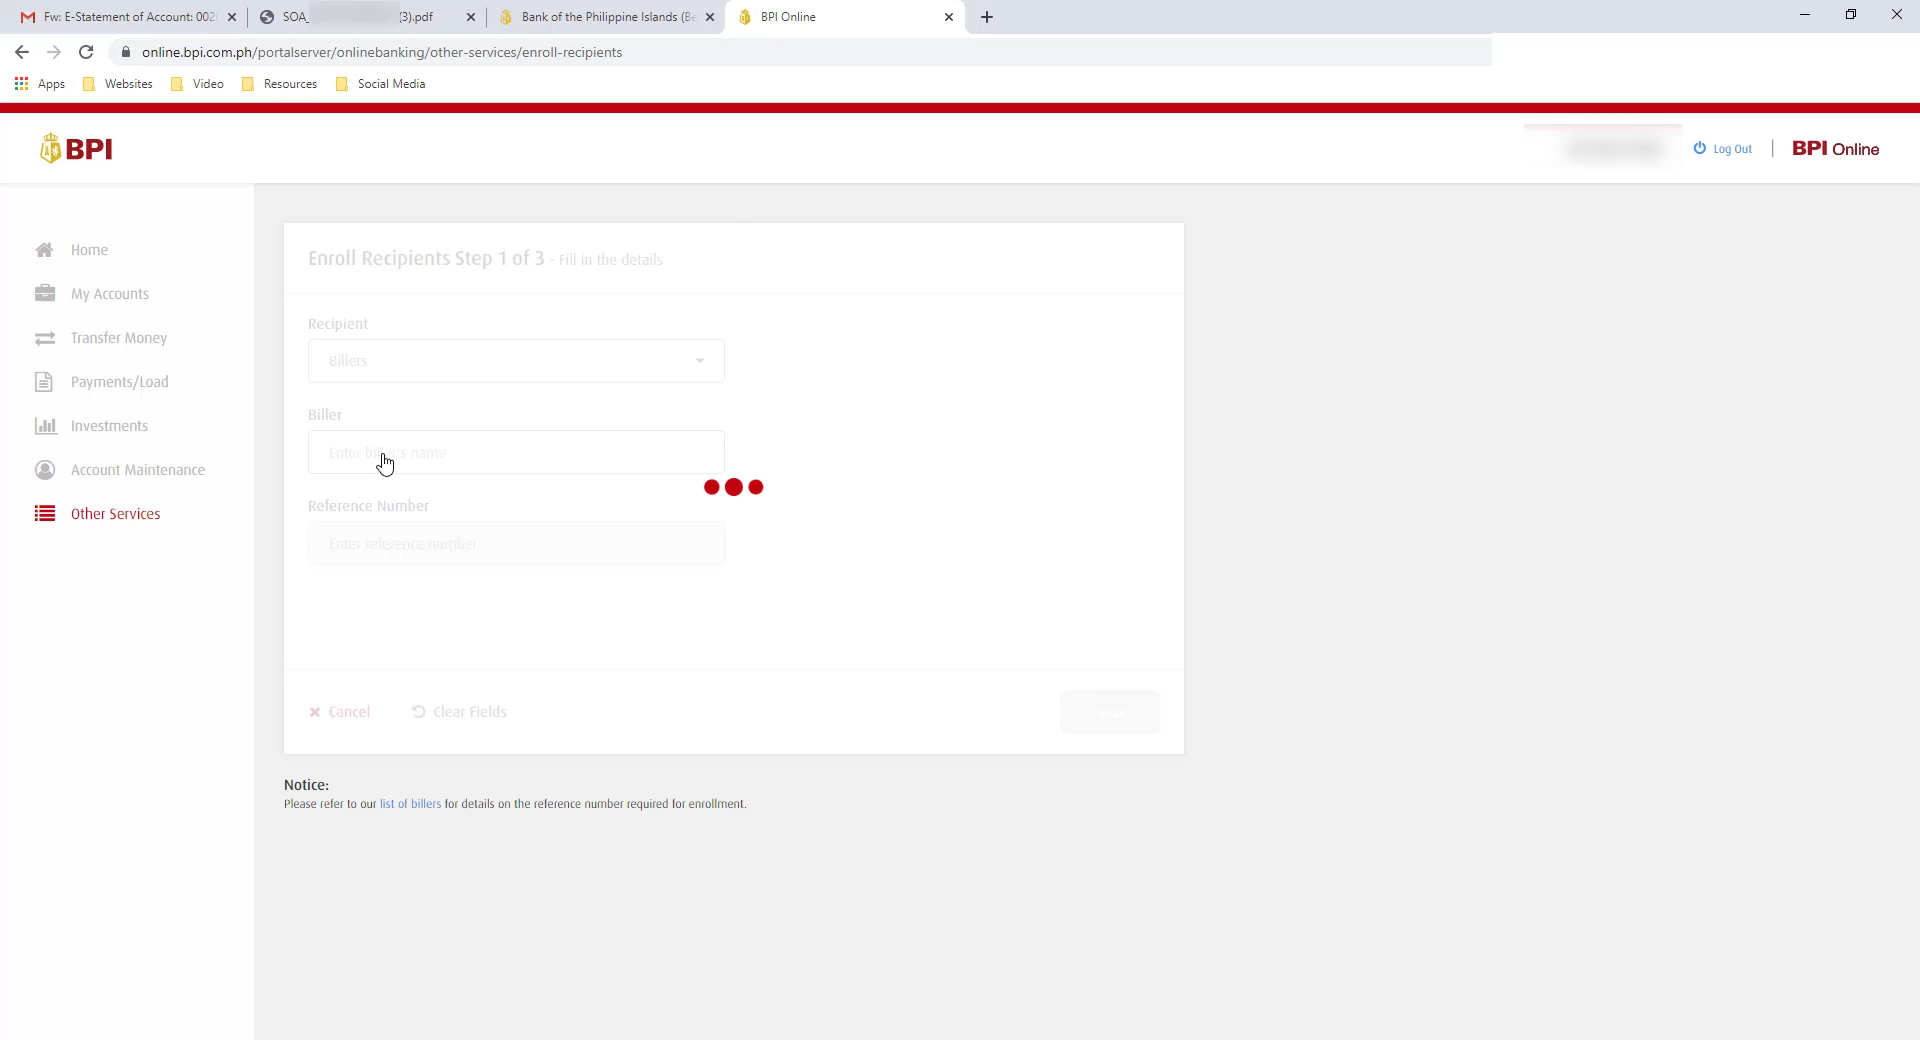 Fw: E-Statement of Account: 002
SOA_ (3).pdf
Bank of the Philippine Islands (Be
BPI Online
online.bpi.com.ph/portalserver/onlinebanking/other-services/enroll-recipients
Apps
Websites
Video
Resources
Social Media
BPI
Log Out
BPI Online
Home
My Accounts
Transfer Money
Payments/Load
Investments
Account Maintenance
Other Services
Enroll Recipients Step 1 of 3 - Fill in the details
Recipient
Billers
Biller
Enter biller's name
Reference Number
Enter reference number
Cancel
Clear Fields
Notice:
Please refer to our list of billers for details on the reference number required for enrollment.